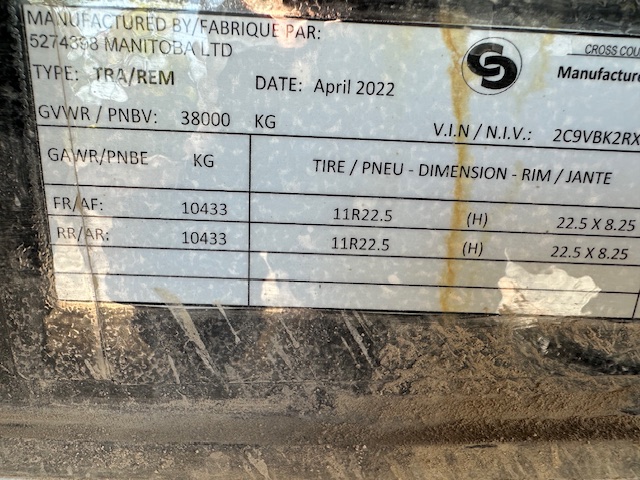 MANUFACTURED BY/FABRIQUE PAR:
5274398 MANITOBA LTD
CROSS COU
TYPE: TRA/REM DATE: April 2022 Manufacture
GVWR / PNBV: 38000 KG V.I.N / N.I.V.: 2C9VBK2RX
GAWR/PNBE KG TIRE / PNEU - DIMENSION - RIM / JANTE
FR/AF: 10433 11R22.5 (H) 22.5 X 8.25
RR/AR: 10433 11R22.5 (H) 22.5 X 8.25